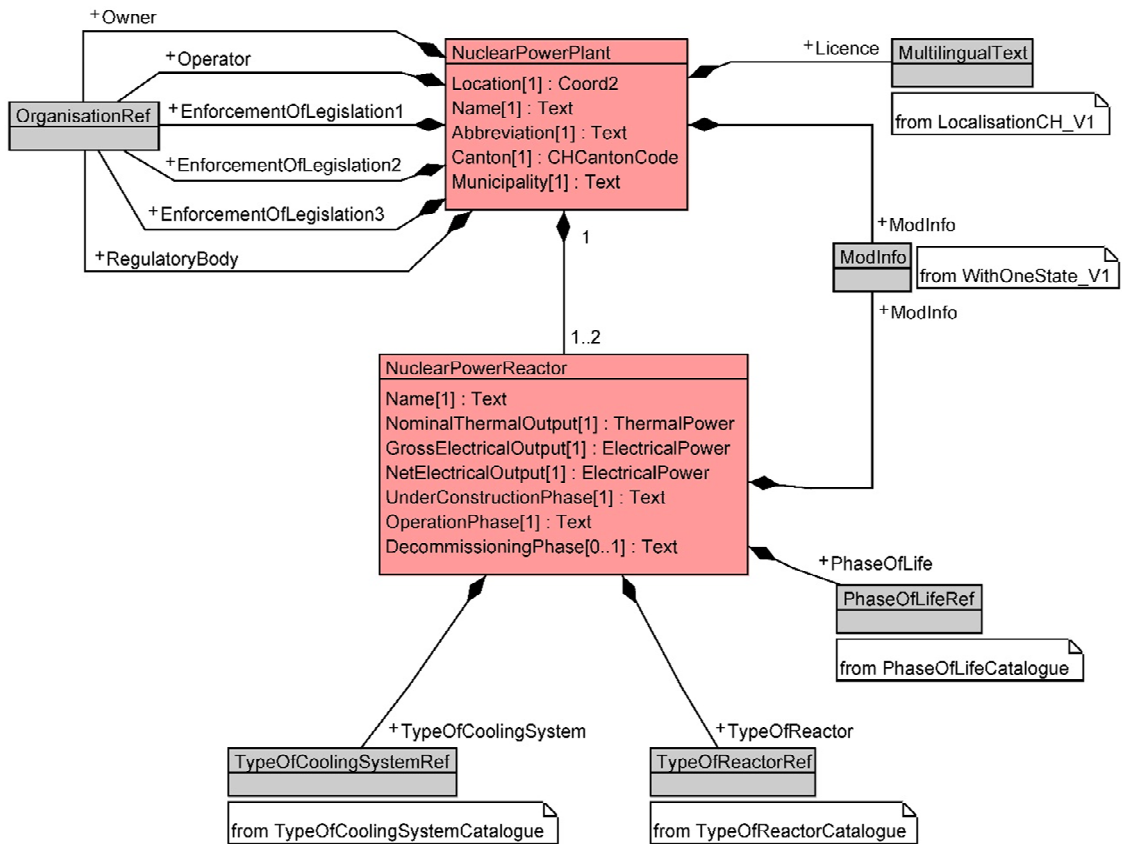 +Owner
+Operator
OrganisationRef
+EnforcementOfLegislation1
+EnforcementOfLegislation2
+EnforcementOfLegislation3
+RegulatoryBody
NuclearPowerPlant
Location[1] : Coord2
Name[1] : Text
Abbreviation[1] : Text
Canton[1] : CHCantonCode
Municipality[1] : Text
+Licence
MultilingualText
from LocalisationCH_V1
+ModInfo
ModInfo
from WithOneState_V1
+ModInfo
1
1..2
NuclearPowerReactor
Name[1] : Text
NominalThermalOutput[1] : ThermalPower
GrossElectricalOutput[1] : ElectricalPower
NetElectricalOutput[1] : ElectricalPower
UnderConstructionPhase[1] : Text
OperationPhase[1] : Text
DecommissioningPhase[0..1] : Text
+PhaseOfLife
PhaseOfLifeRef
from PhaseOfLifeCatalogue
+TypeOfCoolingSystem
TypeOfCoolingSystemRef
from TypeOfCoolingSystemCatalogue
+TypeOfReactor
TypeOfReactorRef
from TypeOfReactorCatalogue